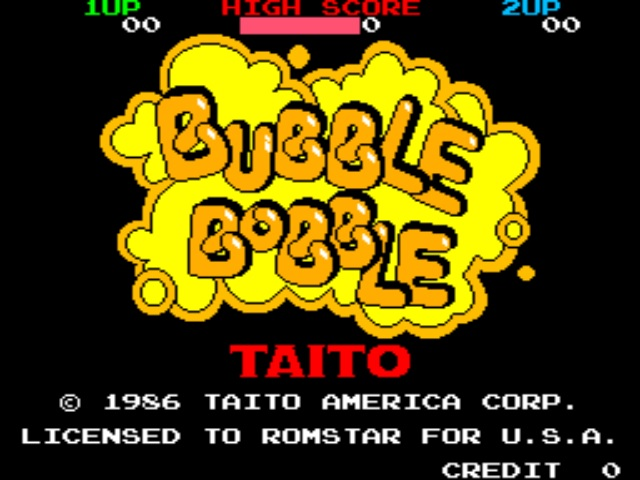 1UP HIGH SCORE 2UP
00 0 00
BUBBLE
BOBBLE
TAITO
© 1986 TAITO AMERICA CORP.
LICENSED TO ROMSTAR FOR U.S.A.
CREDIT 0